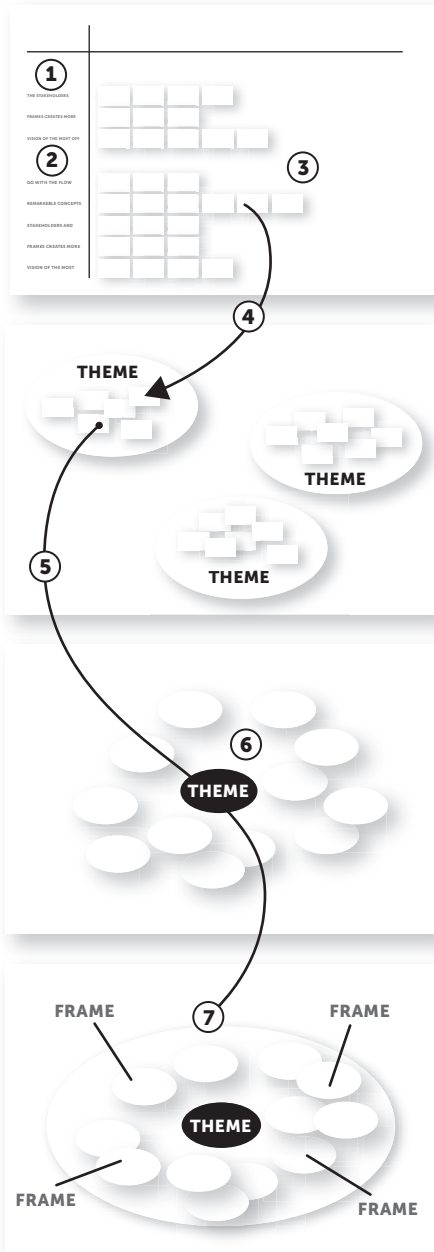 1
THE STAKEHOLDERS
FRAMES CREATES MORE
VISION OF THE MOST OFF
2
3
GO WITH THE FLOW
REMARKABLE CONCEPTS
STAKEHOLDERS AND
FRAMES CREATES MORE
VISION OF THE MOST
4
THEME
THEME
THEME
5
6
THEME
7
FRAME
FRAME
THEME
FRAME
FRAME